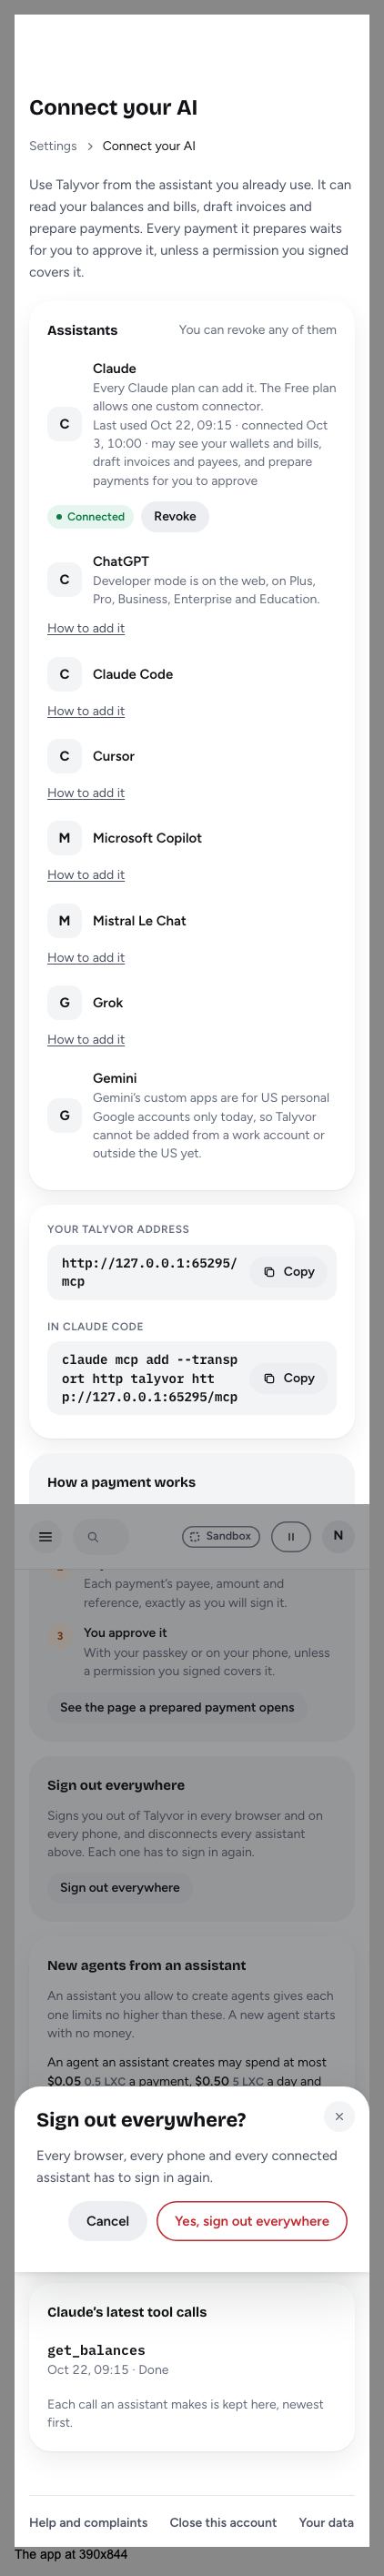 Connect your AI
Settings > Connect your AI
Use Talyvor from the assistant you already use. It can
read your balances and bills, draft invoices and
prepare payments. Every payment it prepares waits
for you to approve it, unless a permission you signed
covers it.
Assistants
You can revoke any of them
Claude
Every Claude plan can add it. The Free plan
allows one custom connector.
C
Last used Oct 22, 09:15 · connected Oct
3, 10:00 · may see your wallets and bills,
draft invoices and payees, and prepare
payments for you to approve
Connected
Revoke
ChatGPT
C
Developer mode is on the web, on Plus,
Pro, Business, Enterprise and Education.
How to add it
C
Claude Code
How to add it
C
Cursor
How to add it
M
Microsoft Copilot
How to add it
M
Mistral Le Chat
How to add it
G
Grok
How to add it
Gemini
Gemini's custom apps are for US personal
G
Google accounts only today, so Talyvor
cannot be added from a work account or
outside the US yet.
YOUR TALYVOR ADDRESS
http://127.0.0.1:65295/
mcp
Copy
IN CLAUDE CODE
claude mcp add --transp
ort http talyvor htt
p://127.0.0.1:65295/mcp
Copy
How a payment works
Sandbox
N
Each payment's payee, amount and
reference, exactly as you will sign it.
3
You approve it
With your passkey or on your phone, unless
a permission you signed covers it.
See the page a prepared payment opens
Sign out everywhere
Signs you out of Talyvor in every browser and on
every phone, and disconnects every assistant
above. Each one has to sign in again.
Sign out everywhere
New agents from an assistant
An assistant you allow to create agents gives each
one limits no higher than these. A new agent starts
with no money.
An agent an assistant creates may spend at most
$0.05 0.5 LXC a payment, $0.50 5 LXC a day and
Sign out everywhere?
Every browser, every phone and every connected
assistant has to sign in again.
Cancel
Yes, sign out everywhere
Claude's latest tool calls
get_balances
Oct 22, 09:15 · Done
Each call an assistant makes is kept here, newest
first.
Help and complaints
Close this account
Your data
The app at 390x844